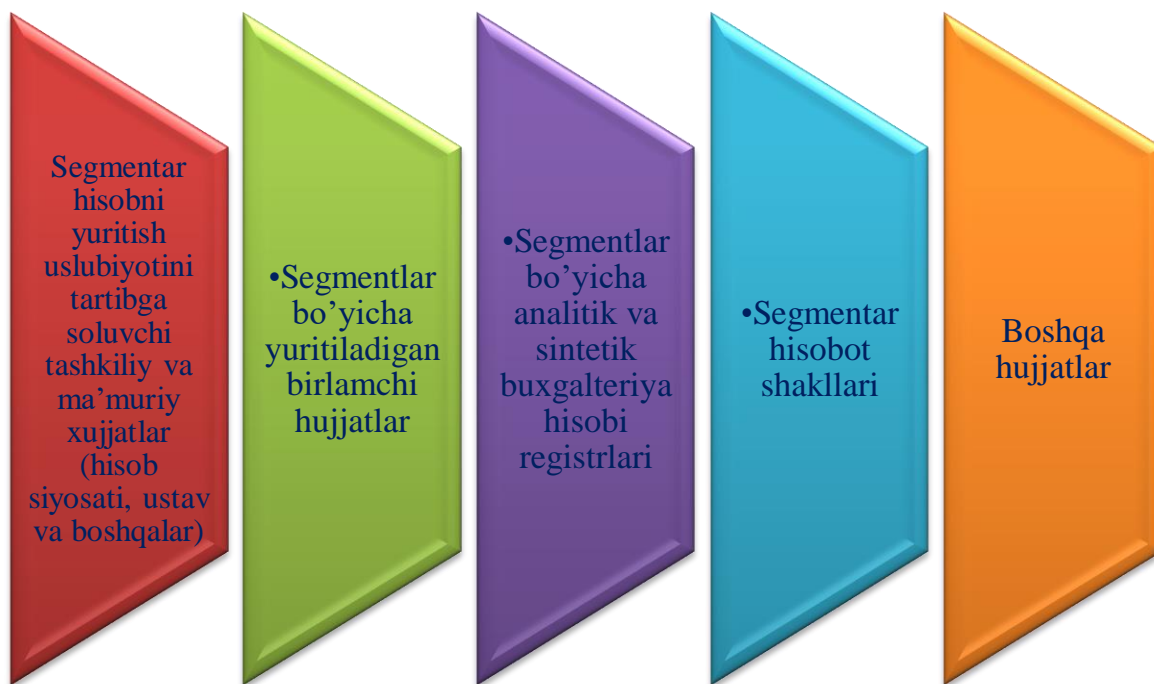 Segmentar
hisobni
yuritish
uslubiyotini
tartibga
soluvchi
tashkiliy va
ma’muriy
xujjatlar
(hisob
siyosati, ustav
va boshqalar)
•Segmentlar
bo’yicha
yuritiladigan
birlamchi
hujjatlar
•Segmentlar
bo’yicha
analitik va
sintetik
buxgalteriya
hisobi
registrlari
•Segmentar
hisobot
shakllari
Boshqa
hujjatlar